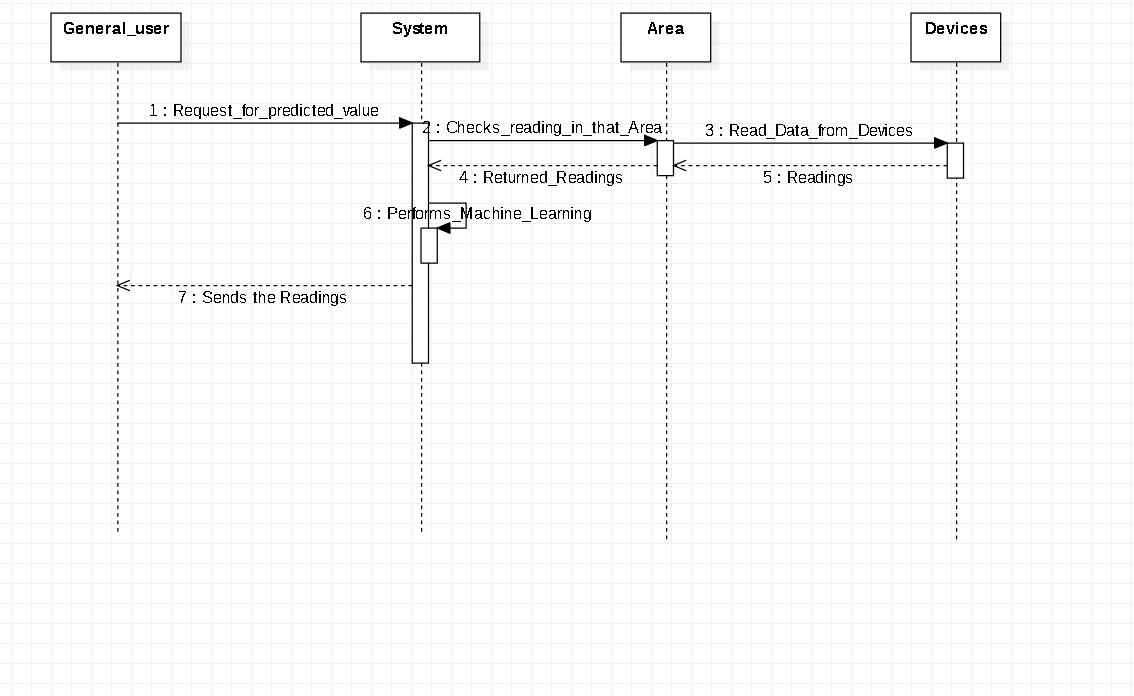 General_user
System
Area
Devices
1 : Request_for_predicted_value
2 : Checks_reading_in_that_Area
3 : Read_Data_from_Devices
4 : Returned_Readings
5 : Readings
6 : Performs_Machine_Learning
7 : Sends the Readings